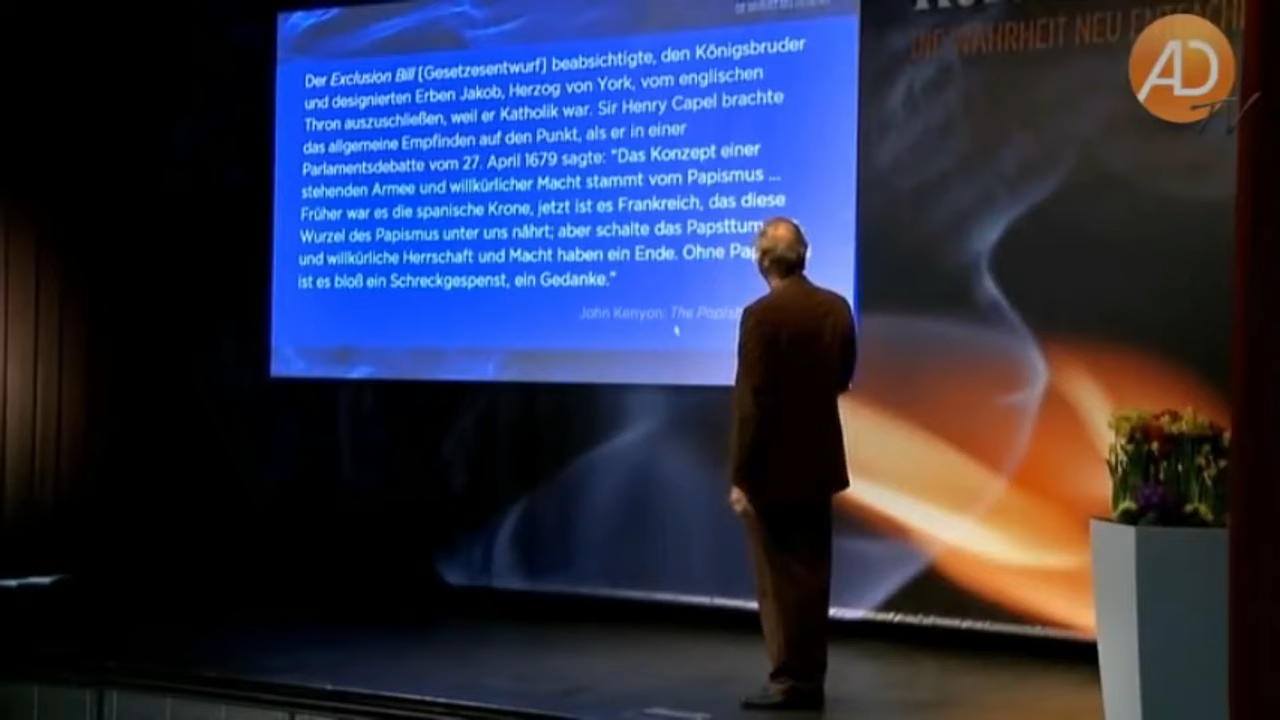 Der Exclusion Bill [Gesetzesentwurf] beabsichtigte, den Königsbruder
und designierten Erben Jakob, Herzog von York, vom englischen
Thron auszuschließen, weil er Katholik war. Sir Henry Capel brachte
das allgemeine Empfinden auf den Punkt, als er in einer
Parlamentsdebatte vom 27. April 1679 sagte: "Das Konzept einer
stehenden Armee und willkürlicher Macht stammt vom Papismus ...
Früher war es die spanische Krone, jetzt ist es Frankreich, das diese
Wurzel des Papismus unter uns nährt; aber schalte das Papsttum
und willkürliche Herrschaft und Macht haben ein Ende. Ohne Pap
ist es bloß ein Schreckgespenst, ein Gedanke."
John Kenyon: The Popish
DIE WAHRHEIT NEU ENTFACHT
AD
TV